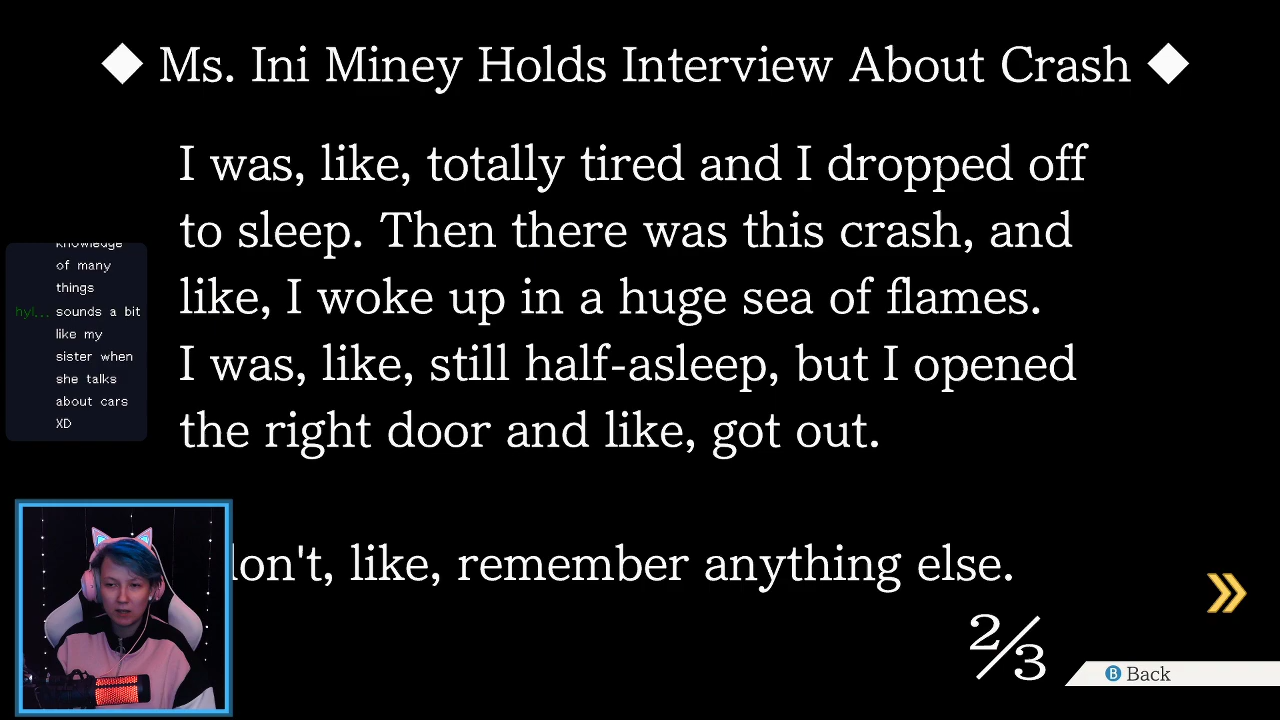 ◆ Ms. Ini Miney Holds Interview About Crash ◆
I was, like, totally tired and I dropped off
to sleep. Then there was this crash, and
like, I woke up in a huge sea of flames.
I was, like, still half-asleep, but I opened
the right door and like, got out.
don't, like, remember anything else.
knowledge
of many
things
hyl... sounds a bit
like my
sister when
she talks
about cars
XD
2/3
B Back